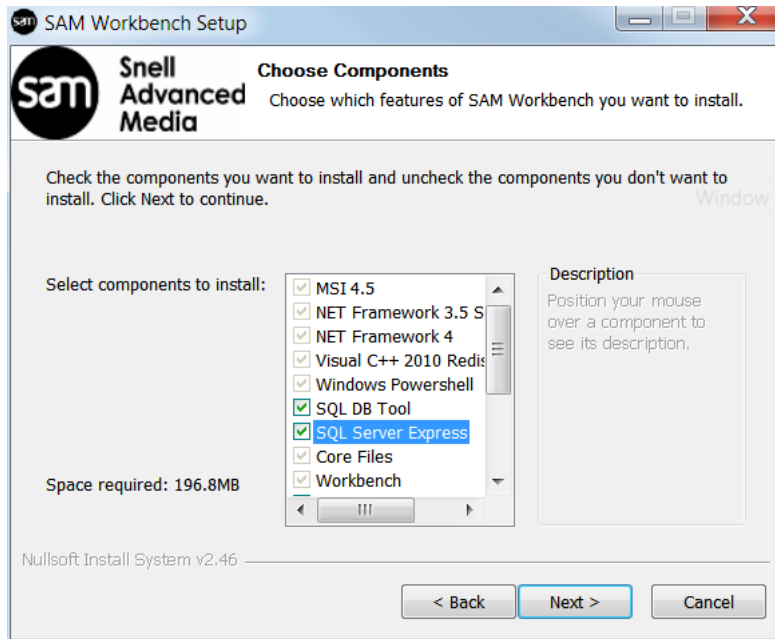 sam SAM Workbench Setup
sam
Snell
Advanced
Media
Choose Components
Choose which features of SAM Workbench you want to install.
Check the components you want to install and uncheck the components you don't want to
install. Click Next to continue.
Window
Select components to install:
MSI 4.5
NET Framework 3.5 S
NET Framework 4
Visual C++ 2010 Redis
Windows Powershell
SQL DB Tool
SQL Server Express
Core Files
Workbench
Description
Position your mouse
over a component to
see its description.
Space required: 196.8MB
Nullsoft Install System v2.46
< Back
Next >
Cancel